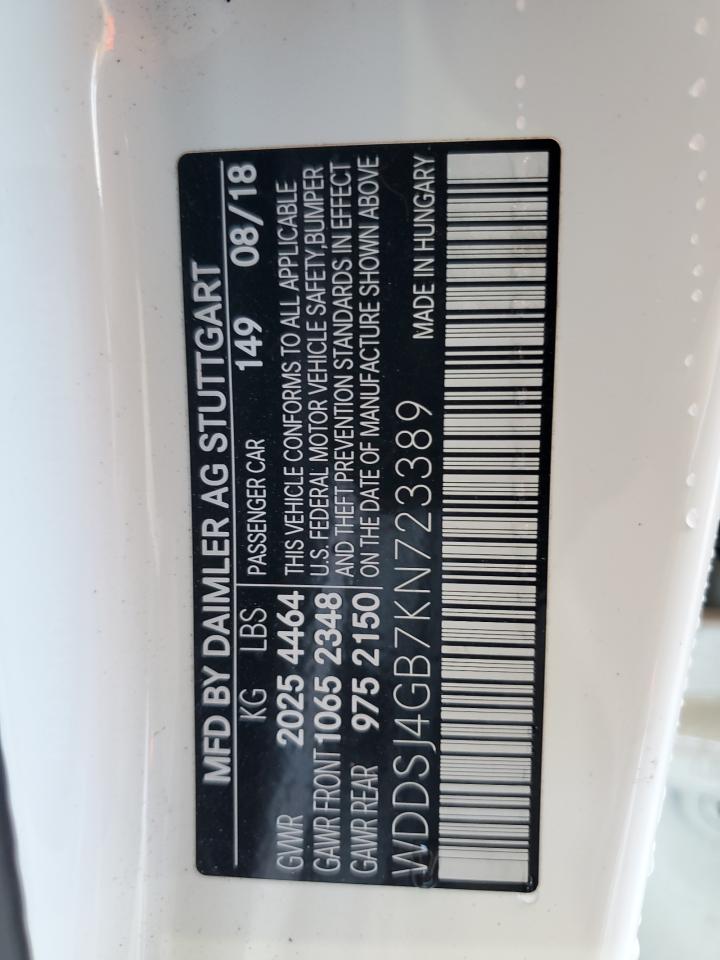 MFD BY DAIMLER AG STUTTGART
KG LBS PASSENGER CAR 149 08/18
GVWR 2025 4464 THIS VEHICLE CONFORMS TO ALL APPLICABLE
GAWR FRONT 1065 2348 U.S. FEDERAL MOTOR VEHICLE SAFETY,BUMPER
GAWR REAR 975 2150 AND THEFT PREVENTION STANDARDS IN EFFECT
ON THE DATE OF MANUFACTURE SHOWN ABOVE
WDDSJ4GB7KN723389 MADE IN HUNGARY